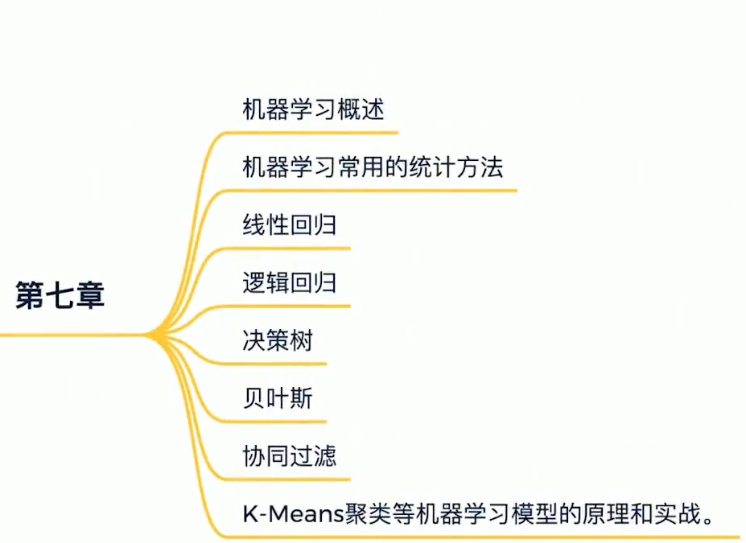 第七章
机器学习概述
机器学习常用的统计方法
线性回归
逻辑回归
决策树
贝叶斯
协同过滤
K-Means聚类等机器学习模型的原理和实战。